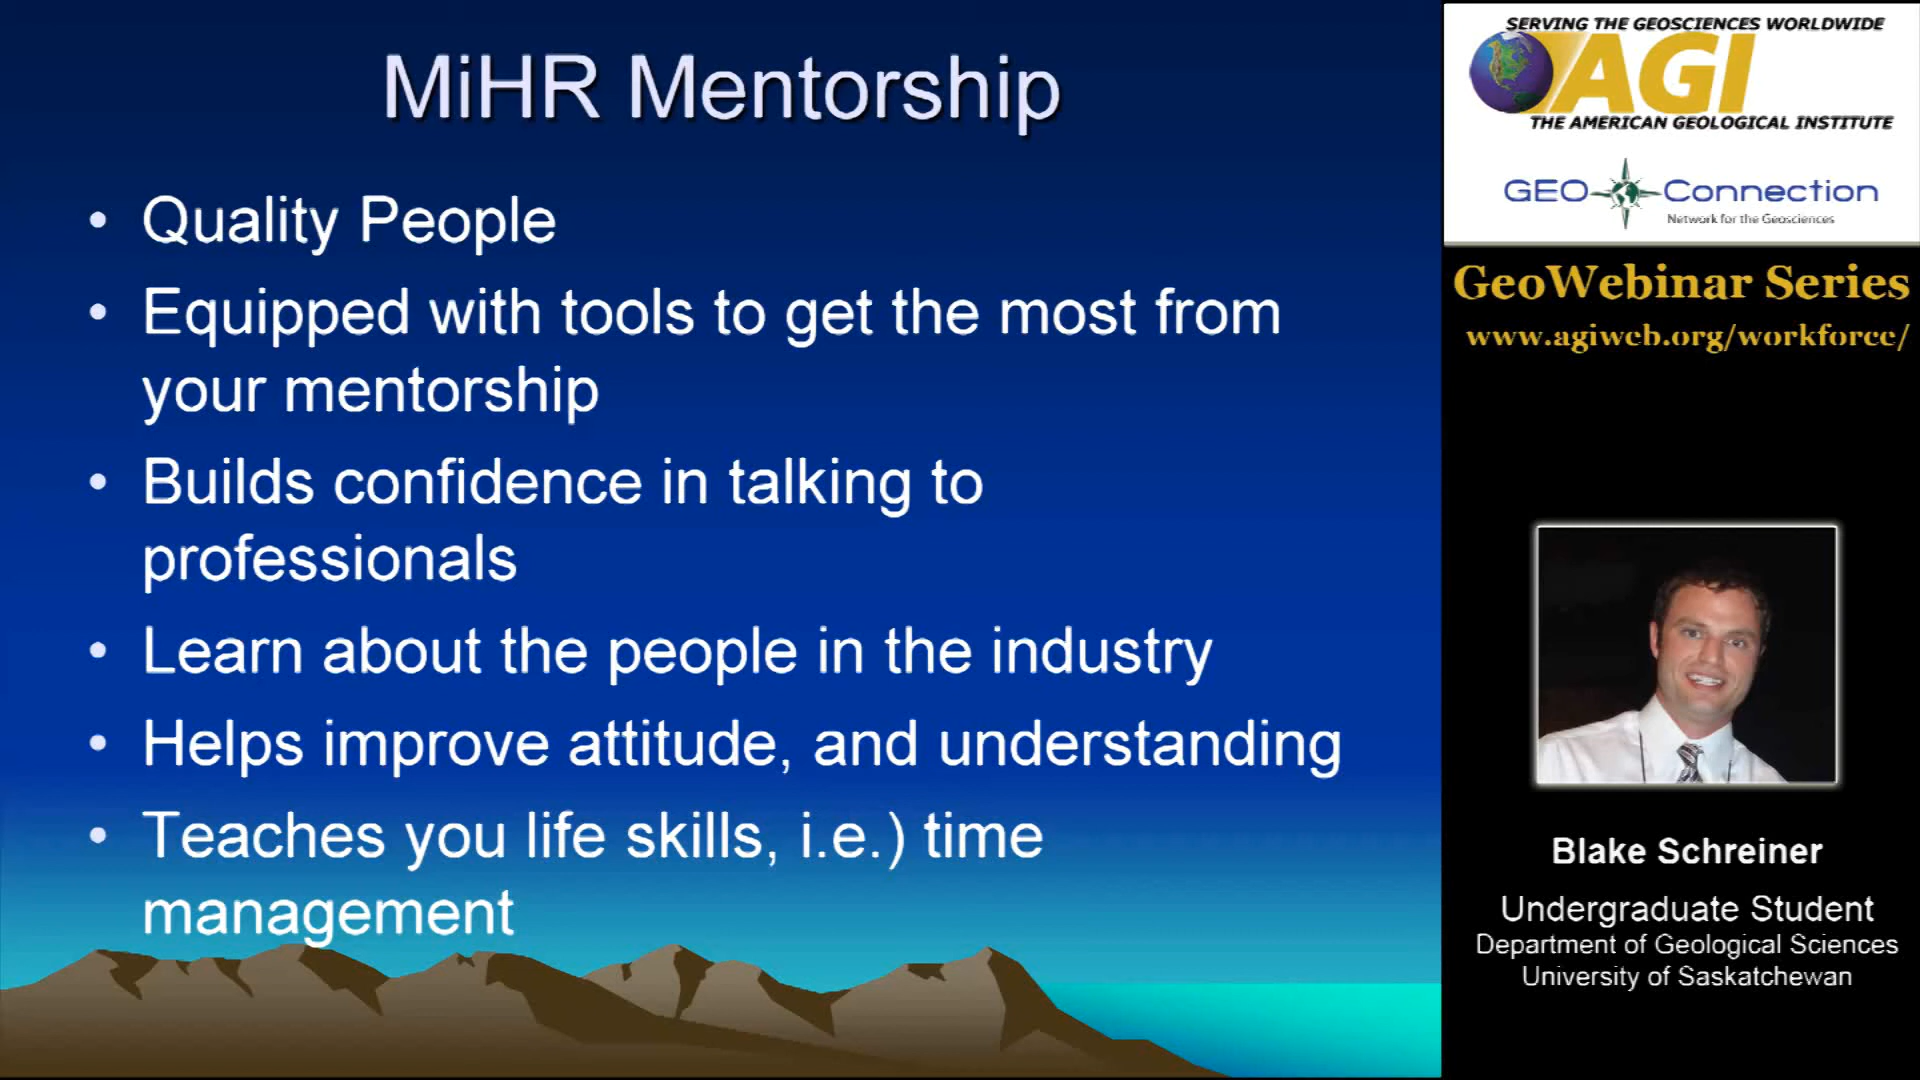 MiHR Mentorship
• Quality People
• Equipped with tools to get the most from
your mentorship
• Builds confidence in talking to
professionals
• Learn about the people in the industry
• Helps improve attitude, and understanding
• Teaches you life skills, i.e.) time
management
SERVING THE GEOSCIENCES WORLDWIDE
AGI
THE AMERICAN GEOLOGICAL INSTITUTE
GEO Connection
Network for the Geosciences
GeoWebinar Series
www.agiweb.org/workforce/
Blake Schreiner
Undergraduate Student
Department of Geological Sciences
University of Saskatchewan